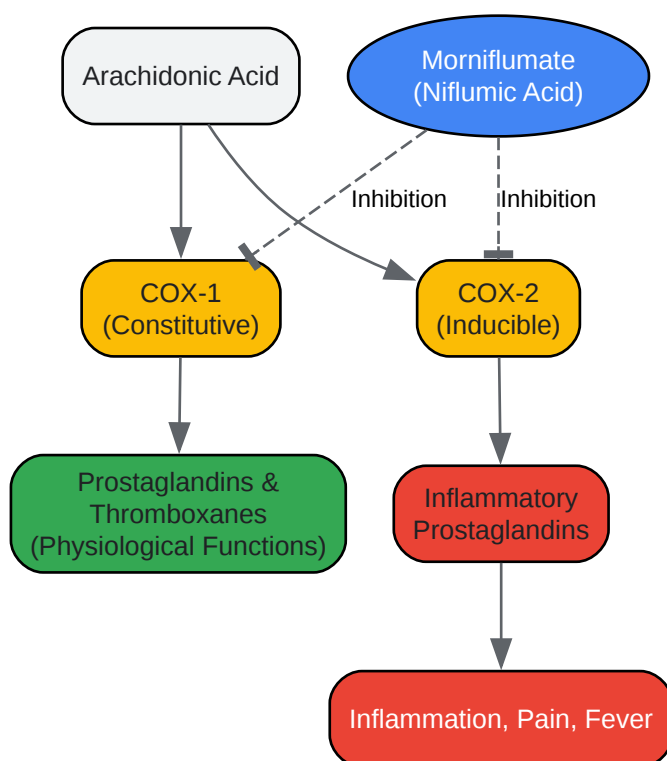 Arachidonic Acid
Morniflumate
(Niflumic Acid)
Inhibition
Inhibition
COX-1
(Constitutive)
COX-2
(Inducible)
Prostaglandins &
Thromboxanes
(Physiological Functions)
Inflammatory
Prostaglandins
Inflammation, Pain, Fever